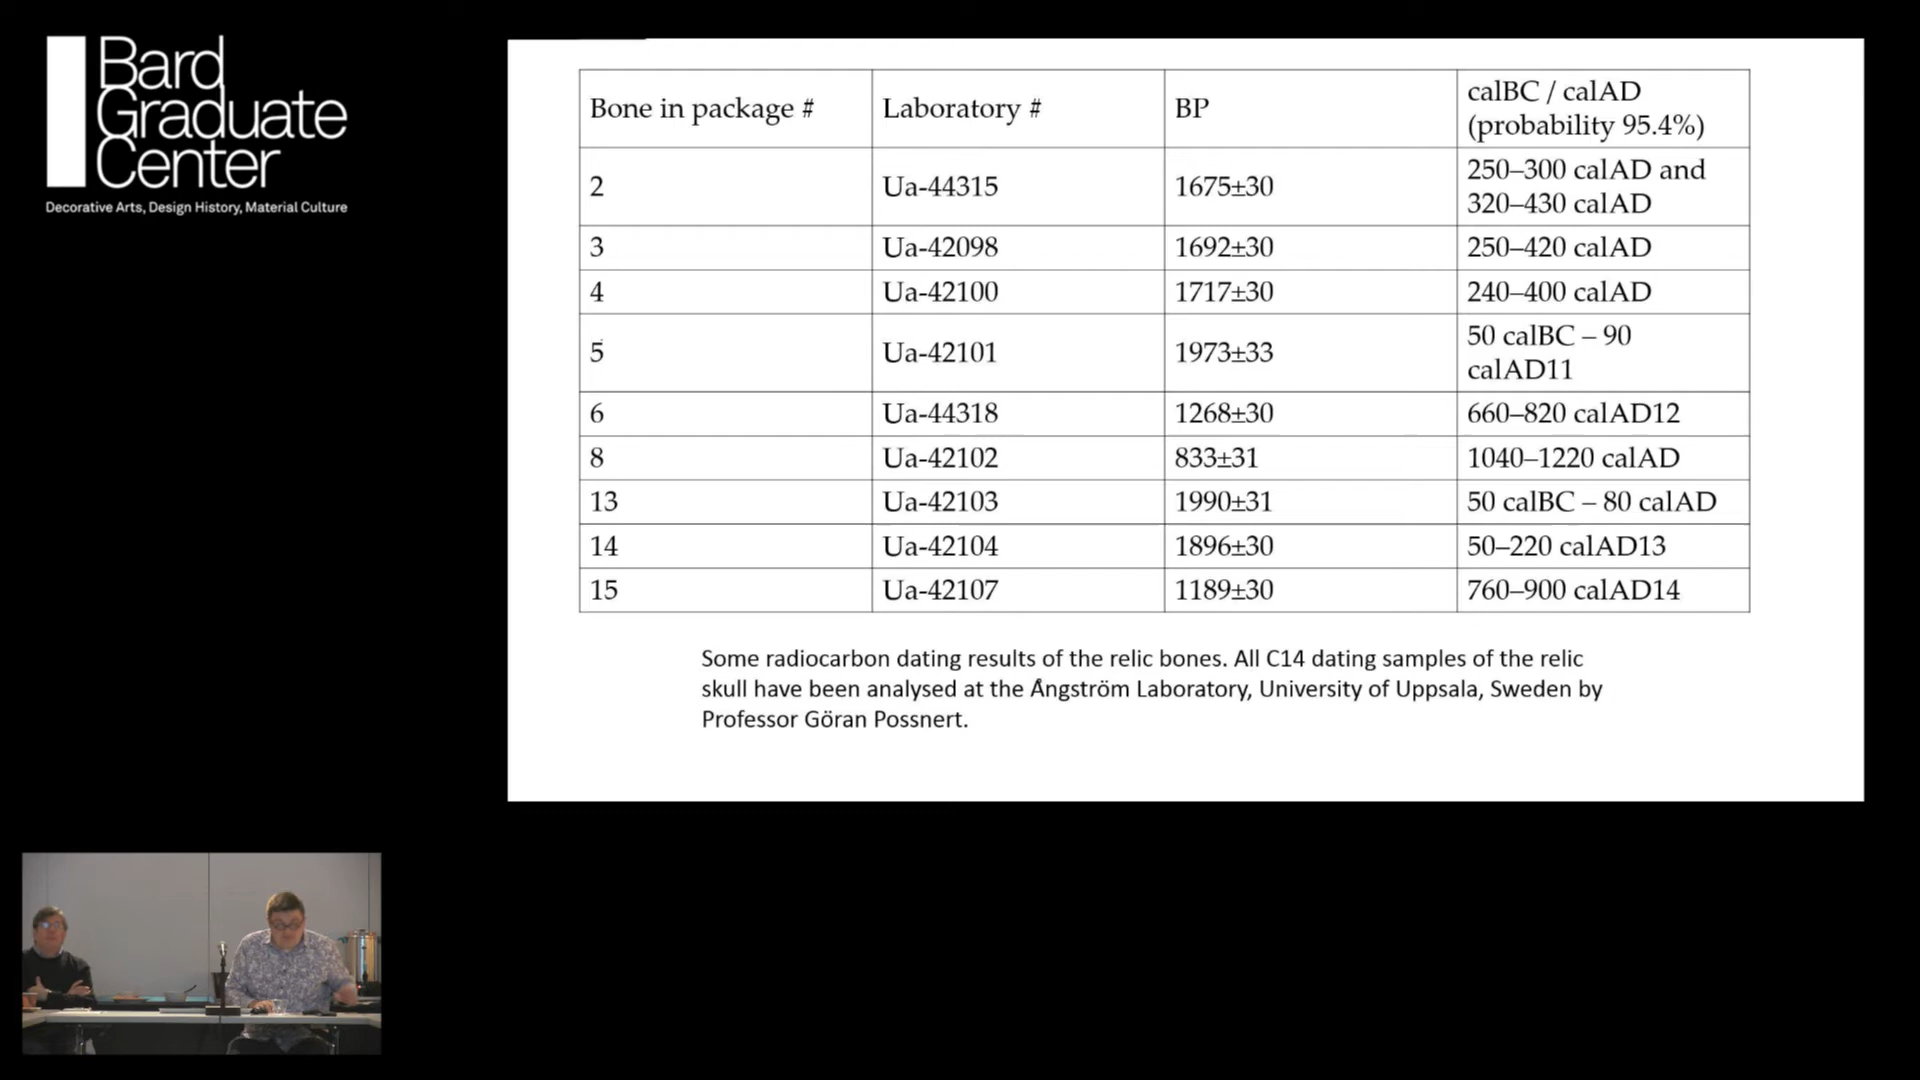 Bard
Graduate
Center
Decorative Arts, Design History, Material Culture
Bone in package # Laboratory # BP calBC / calAD (probability 95.4%)
2 Ua-44315 1675±30 250–300 calAD and 320–430 calAD
3 Ua-42098 1692±30 250–420 calAD
4 Ua-42100 1717±30 240–400 calAD
5 Ua-42101 1973±33 50 calBC – 90 calAD11
6 Ua-44318 1268±30 660–820 calAD12
8 Ua-42102 833±31 1040–1220 calAD
13 Ua-42103 1990±31 50 calBC – 80 calAD
14 Ua-42104 1896±30 50–220 calAD13
15 Ua-42107 1189±30 760–900 calAD14
Some radiocarbon dating results of the relic bones. All C14 dating samples of the relic
skull have been analysed at the Ångström Laboratory, University of Uppsala, Sweden by
Professor Göran Possnert.